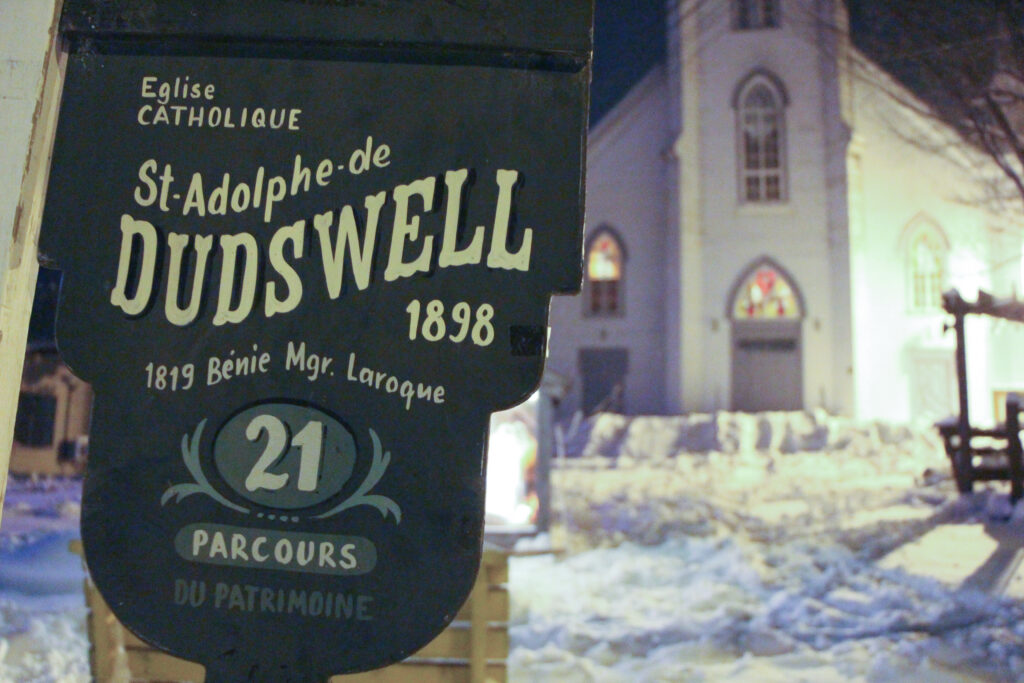 Eglise
CATHOLIQUE
St-Adolphe-de
DUDSWELL
1898
1819 Bénie Mgr. Laroque
21
PARCOURS
DU PATRIMOINE